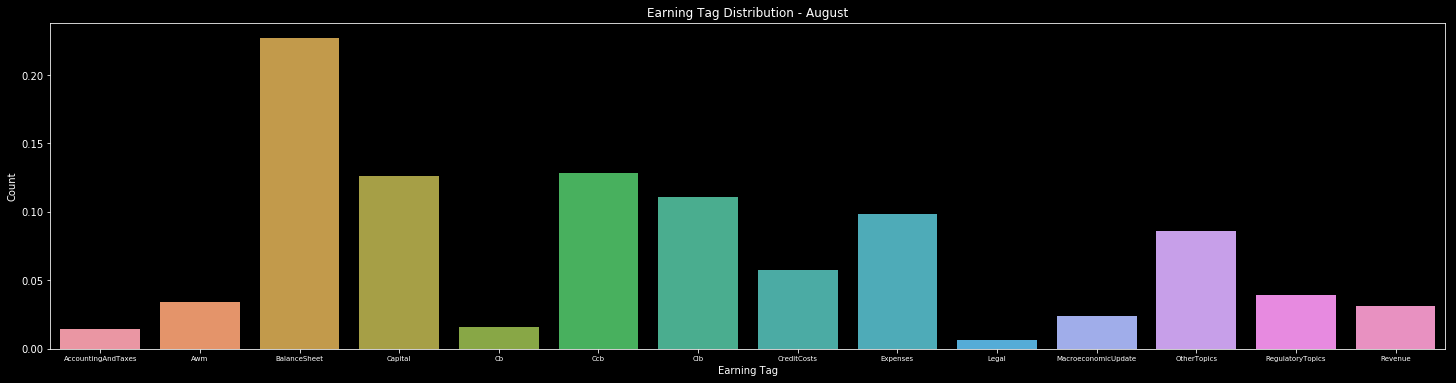 Earning Tag Distribution - August
Count
0.20
0.15
0.10
0.05
0.00
AccountingAndTaxes Awm BalanceSheet Capital Cb Ccb CIb CreditCosts Expenses Legal MacroeconomicUpdate OtherTopics RegulatoryTopics Revenue
Earning Tag